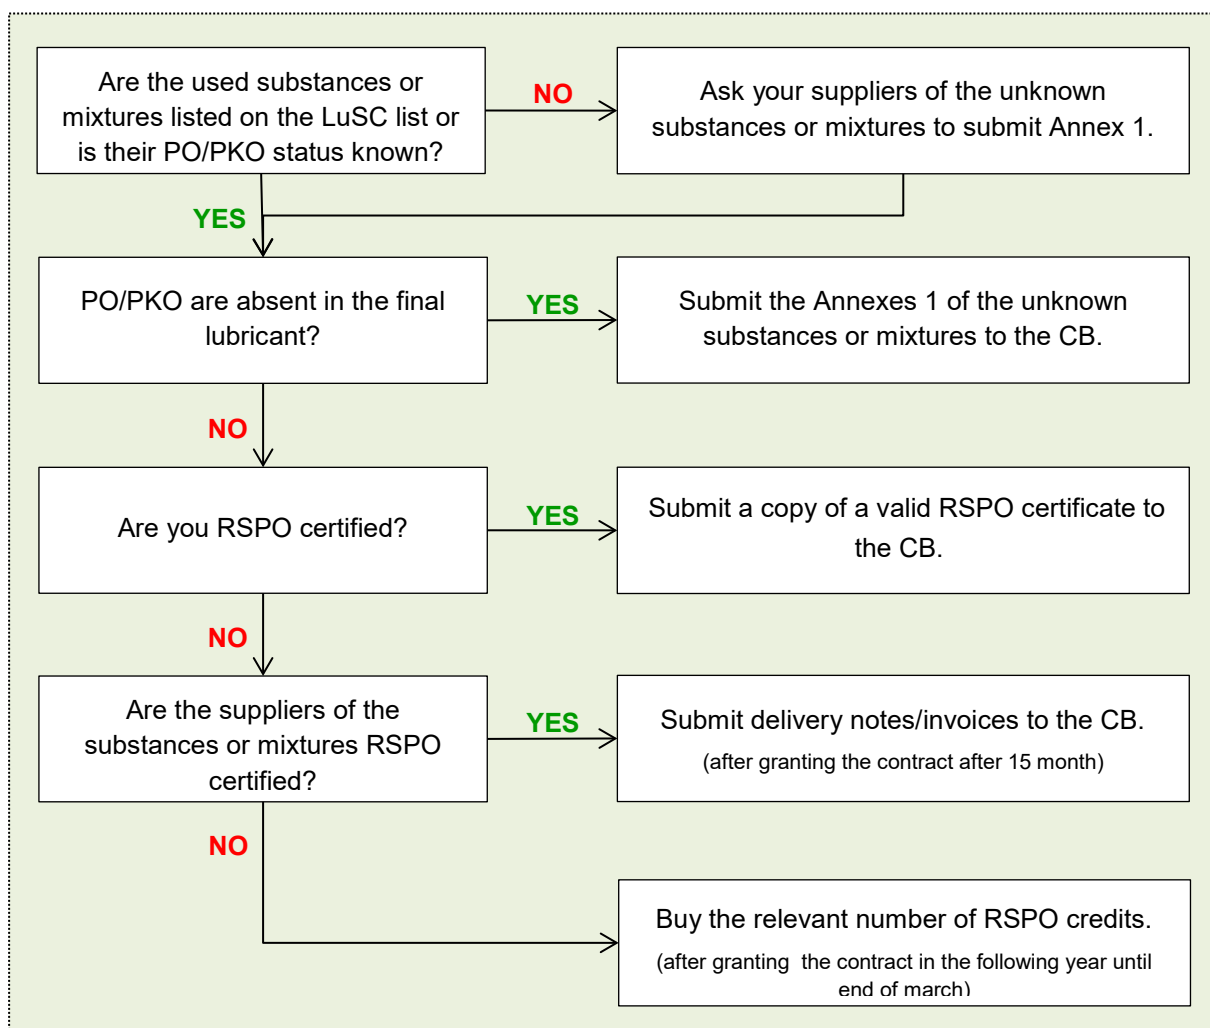 Are the used substances or
mixtures listed on the LuSC list or
is their PO/PKO status known?
NO
Ask your suppliers of the unknown
substances or mixtures to submit Annex 1.
YES
PO/PKO are absent in the final
lubricant?
YES
Submit the Annexes 1 of the unknown
substances or mixtures to the CB.
NO
Are you RSPO certified?
YES
Submit a copy of a valid RSPO certificate to
the CB.
NO
Are the suppliers of the
substances or mixtures RSPO
certified?
YES
Submit delivery notes/invoices to the CB.
(after granting the contract after 15 month)
NO
Buy the relevant number of RSPO credits.
(after granting the contract in the following year until
end of march)